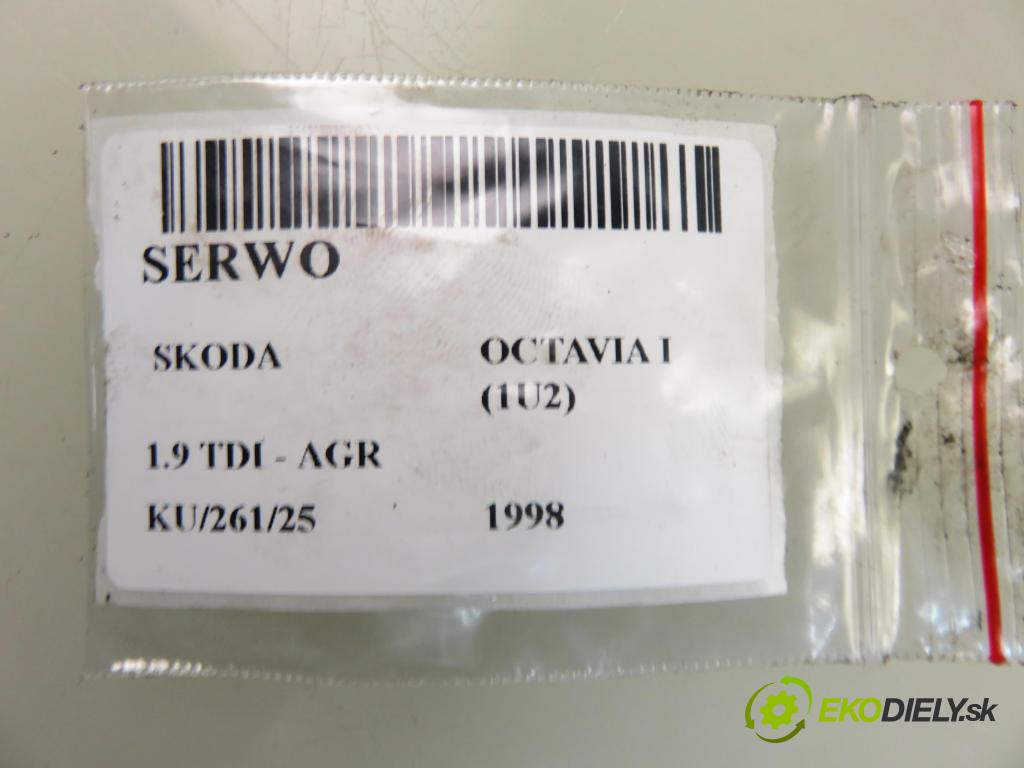 SERWO
SKODA OCTAVIA I
(1U2)
1.9 TDI - AGR
KU/261/25 1998
EKODIELY.sk